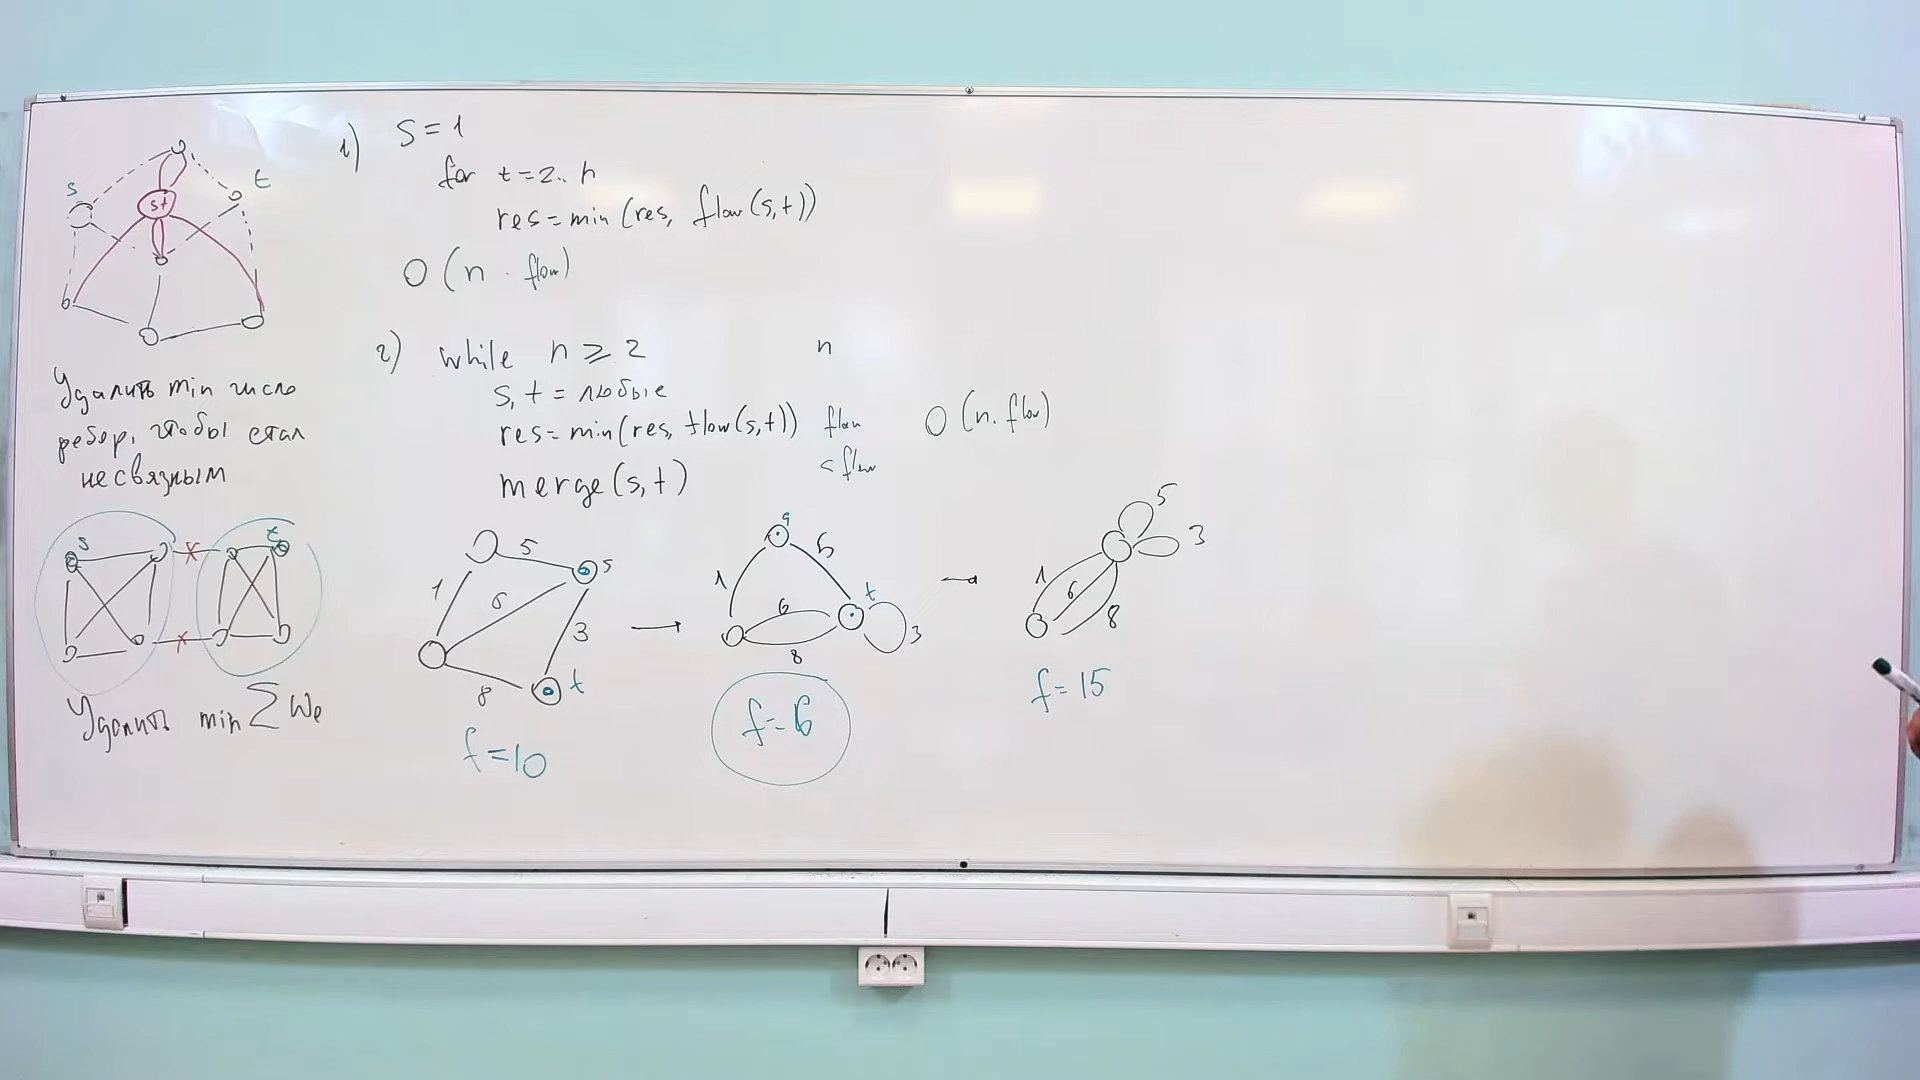 s
t
st
Удалить min число
ребер, чтобы стал
несвязным
s
t
Удалить min ∑ We
1) S = 1
for t = 2.. n
res = min (res, flow(s,t))
O (n · flow)
2) while n ⩾ 2
n
s, t = любые
res = min(res, flow(s,t))
flow
O (n. flow)
merge(s,t)
< flow
5
s
1
6
3
8
t
f = 10
s
1
5
6
t
8
3
f = 6
5
3
1
6
8
f = 15